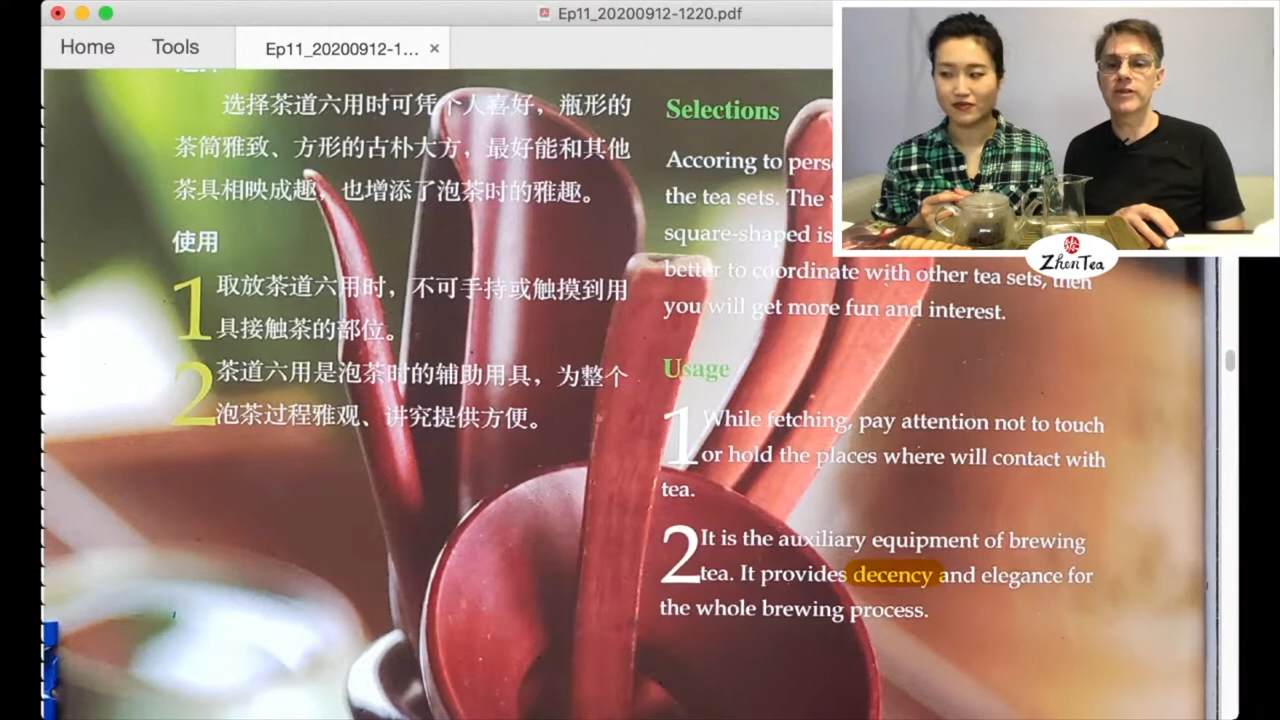 Ep11_20200912-1220.pdf
Home
Tools
Ep11_20200912-1...
选择茶道六用时可凭个人喜好，瓶形的
茶筒雅致、方形的古朴大方，最好能和其他
茶具相映成趣，也增添了泡茶时的雅趣。
使用
1 取放茶道六用时，不可手持或触摸到用
具接触茶的部位。
2 茶道六用是泡茶时的辅助用具，为整个
泡茶过程雅观、讲究提供方便。
Selections
Accoring to pers
the tea sets. The
square-shaped is
better to coordinate with other tea sets, then
you will get more fun and interest.
Usage
1 While fetching, pay attention not to touch
or hold the places where will contact with
tea.
2 It is the auxiliary equipment of brewing
tea. It provides decency and elegance for
the whole brewing process.
ZhenTea